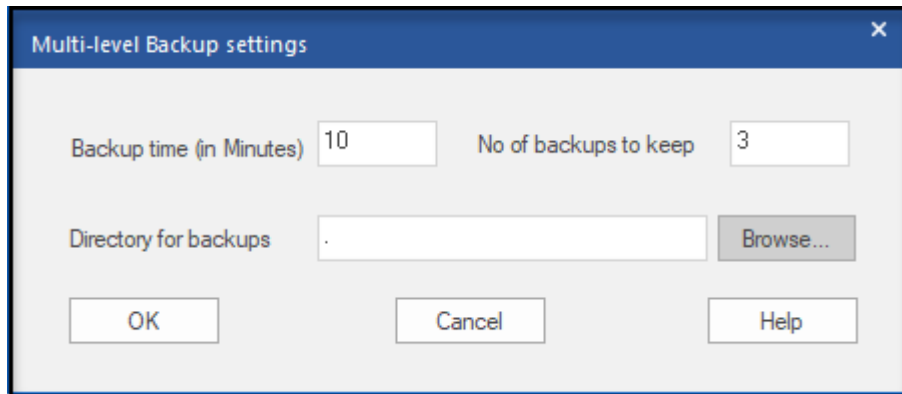 Multi-level Backup settings
Backup time (in Minutes) 10 No of backups to keep 3
Directory for backups . Browse...
OK Cancel Help